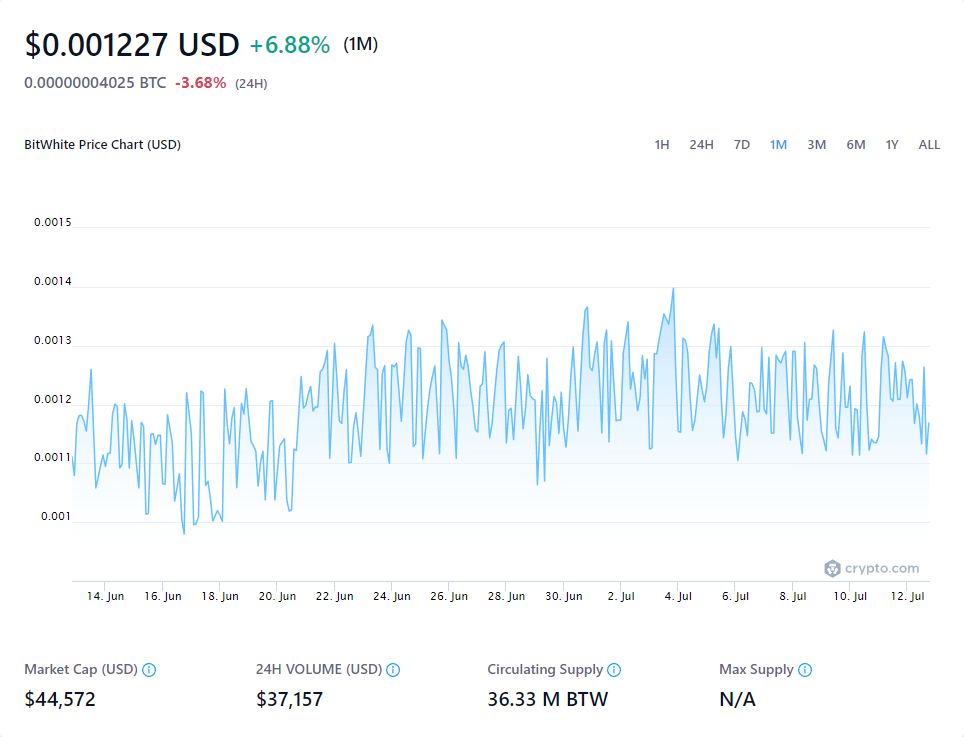 $0.001227 USD +6.88% (1M)
0.00000004025 BTC -3.68% (24H)
BitWhite Price Chart (USD) 1H 24H 7D 1M 3M 6M 1Y ALL
0.0015
0.0014
0.0013
0.0012
0.0011
0.001
crypto.com
14. Jun 16. Jun 18. Jun 20. Jun 22. Jun 24. Jun 26. Jun 28. Jun 30. Jun 2. Jul 4. Jul 6. Jul 8. Jul 10. Jul 12. Jul
Market Cap (USD) 24H VOLUME (USD) Circulating Supply Max Supply
$44,572 $37,157 36.33 M BTW N/A